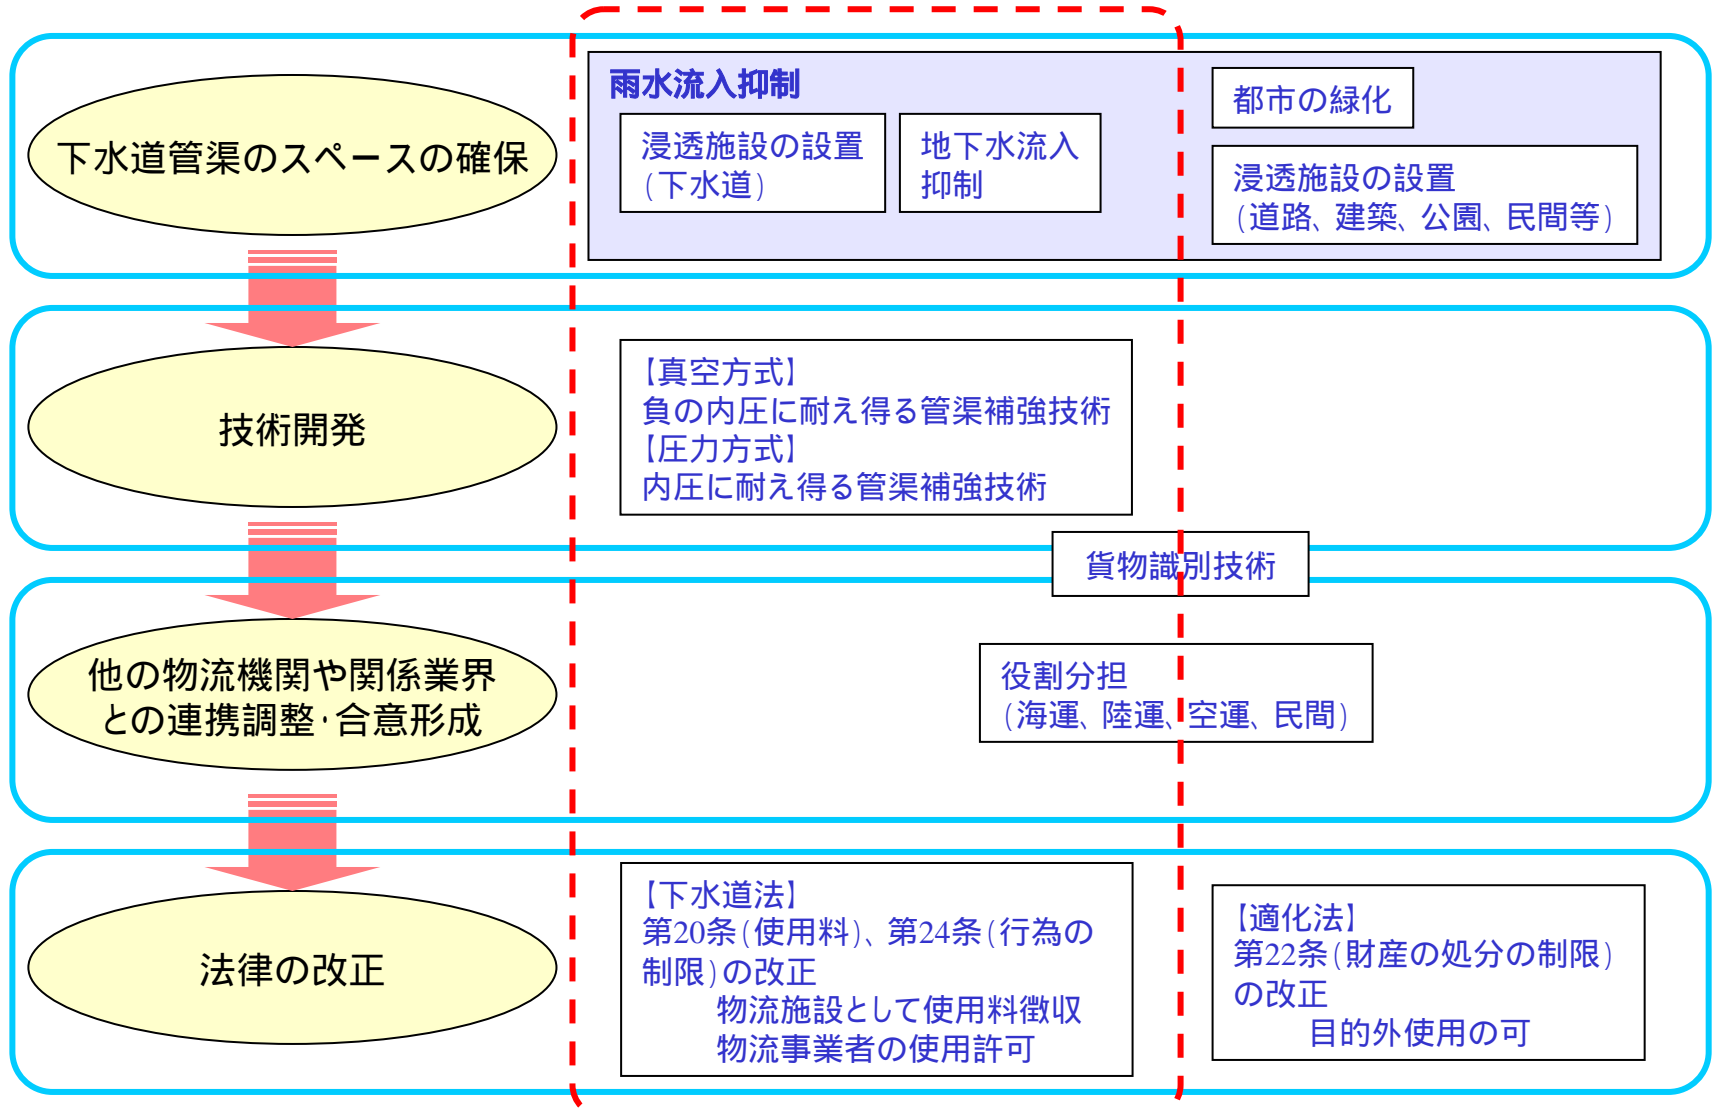 下水道管渠のスペースの確保
雨水流入抑制
浸透施設の設置
(下水道)
地下水流入
抑制
都市の緑化
浸透施設の設置
(道路、建築、公園、民間等)
技術開発
【真空方式】
負の内圧に耐え得る管渠補強技術
【圧力方式】
内圧に耐え得る管渠補強技術
貨物識別技術
他の物流機関や関係業界
との連携調整・合意形成
役割分担
(海運、陸運、空運、民間)
法律の改正
【下水道法】
第20条(使用料)、第24条(行為の
制限)の改正
物流施設として使用料徴収
物流事業者の使用許可
【適化法】
第22条(財産の処分の制限)
の改正
目的外使用の可